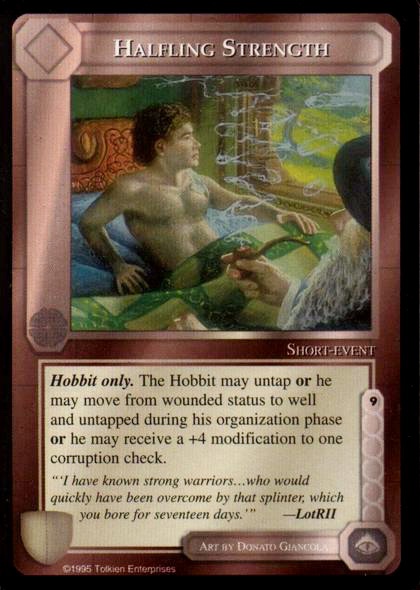 HALFLING STRENGTH
SHORT-EVENT
Hobbit only. The Hobbit may untap or he
may move from wounded status to well
and untapped during his organization phase
or he may receive a +4 modification to one
corruption check.
9
“‘I have known strong warriors…who would
quickly have been overcome by that splinter, which
you bore for seventeen days.’” —LotRII
ART BY DONATO GIANCOLA
©1995 Tolkien Enterprises